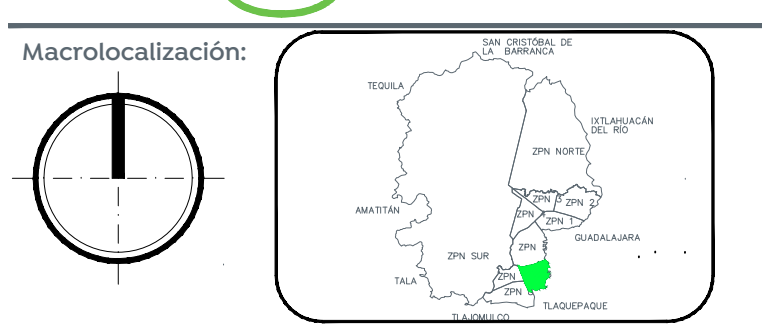 Macrolocalización:
SAN CRISTÓBAL DE
LA BARRANCA
TEQUILA
IXTLAHUACÁN
DEL RÍO
ZPN NORTE
ZPN 3
ZPN 2
ZPN
ZPN 1
AMATITÁN
GUADALAJARA
ZPN
ZPN SUR
ZPN
TALA
ZPN
TLAQUEPAQUE
TLAJOMULCO